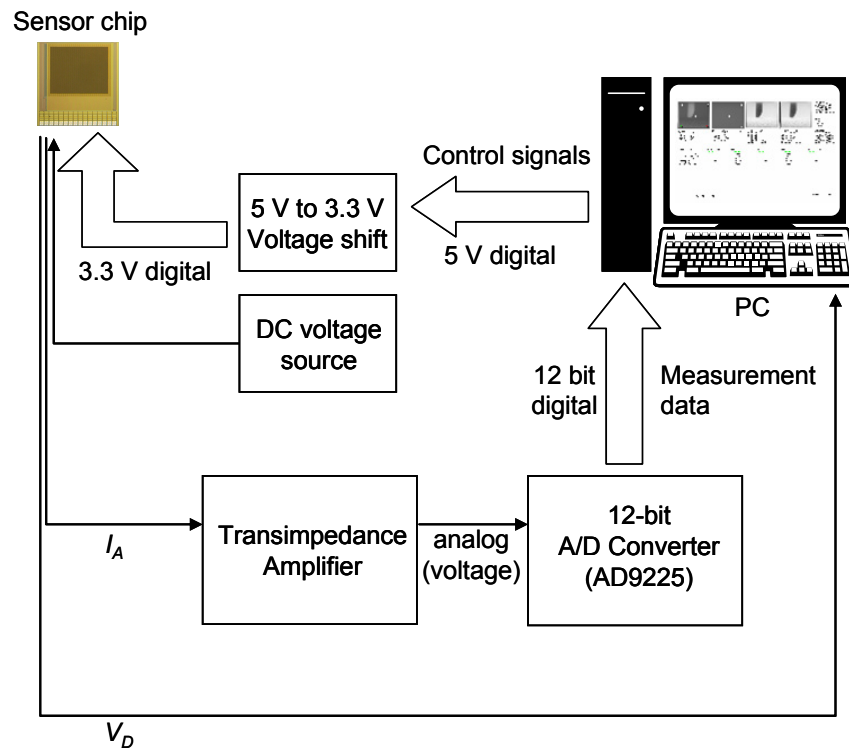 Sensor chip
Control signals
5 V to 3.3 V
Voltage shift
3.3 V digital
5 V digital
PC
DC voltage
source
12 bit
digital
Measurement
data
Transimpedance
Amplifier
I_A
analog
(voltage)
12-bit
A/D Converter
(AD9225)
V_D